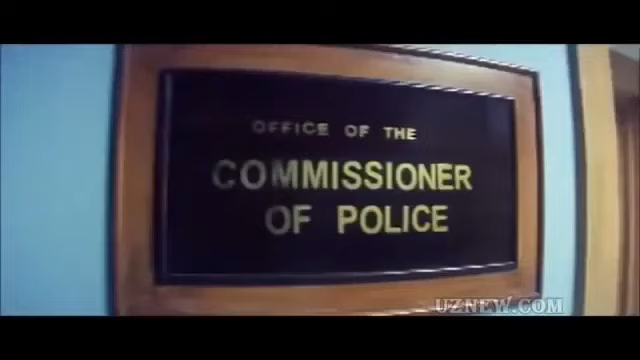 OFFICE OF THE
COMMISSIONER
OF POLICE
UZNEW.COM